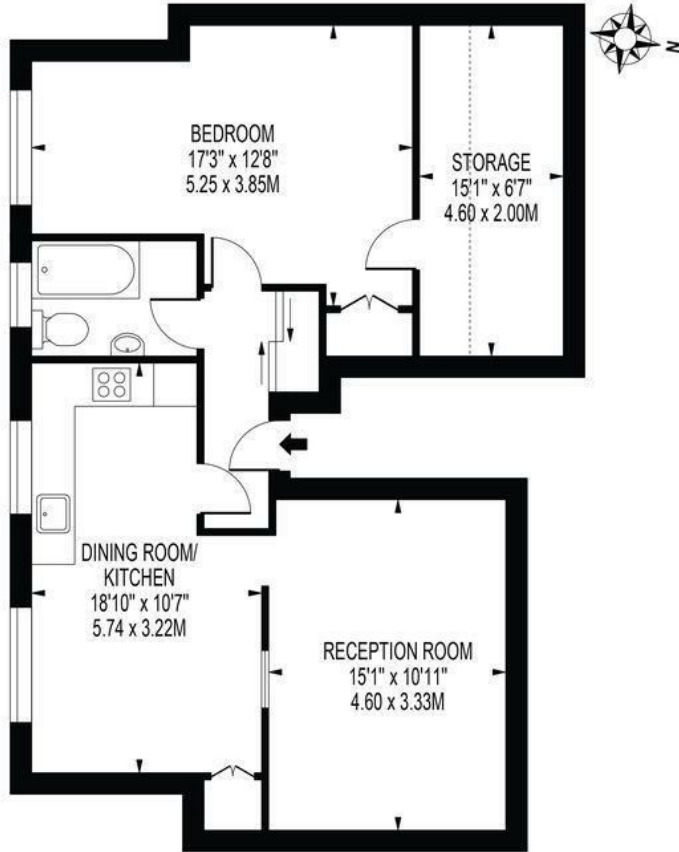 N
BEDROOM
17'3" x 12'8"
5.25 x 3.85M
STORAGE
15'1" x 6'7"
4.60 x 2.00M
DINING ROOM/
KITCHEN
18'10" x 10'7"
5.74 x 3.22M
RECEPTION ROOM
15'1" x 10'11"
4.60 x 3.33M